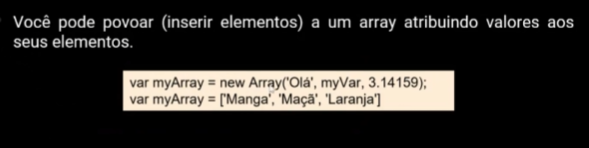 Você pode povoar (inserir elementos) a um array atribuindo valores aos
seus elementos.
var myArray = new Array('Olá', myVar, 3.14159);
var myArray = ['Manga', 'Maçã', 'Laranja']